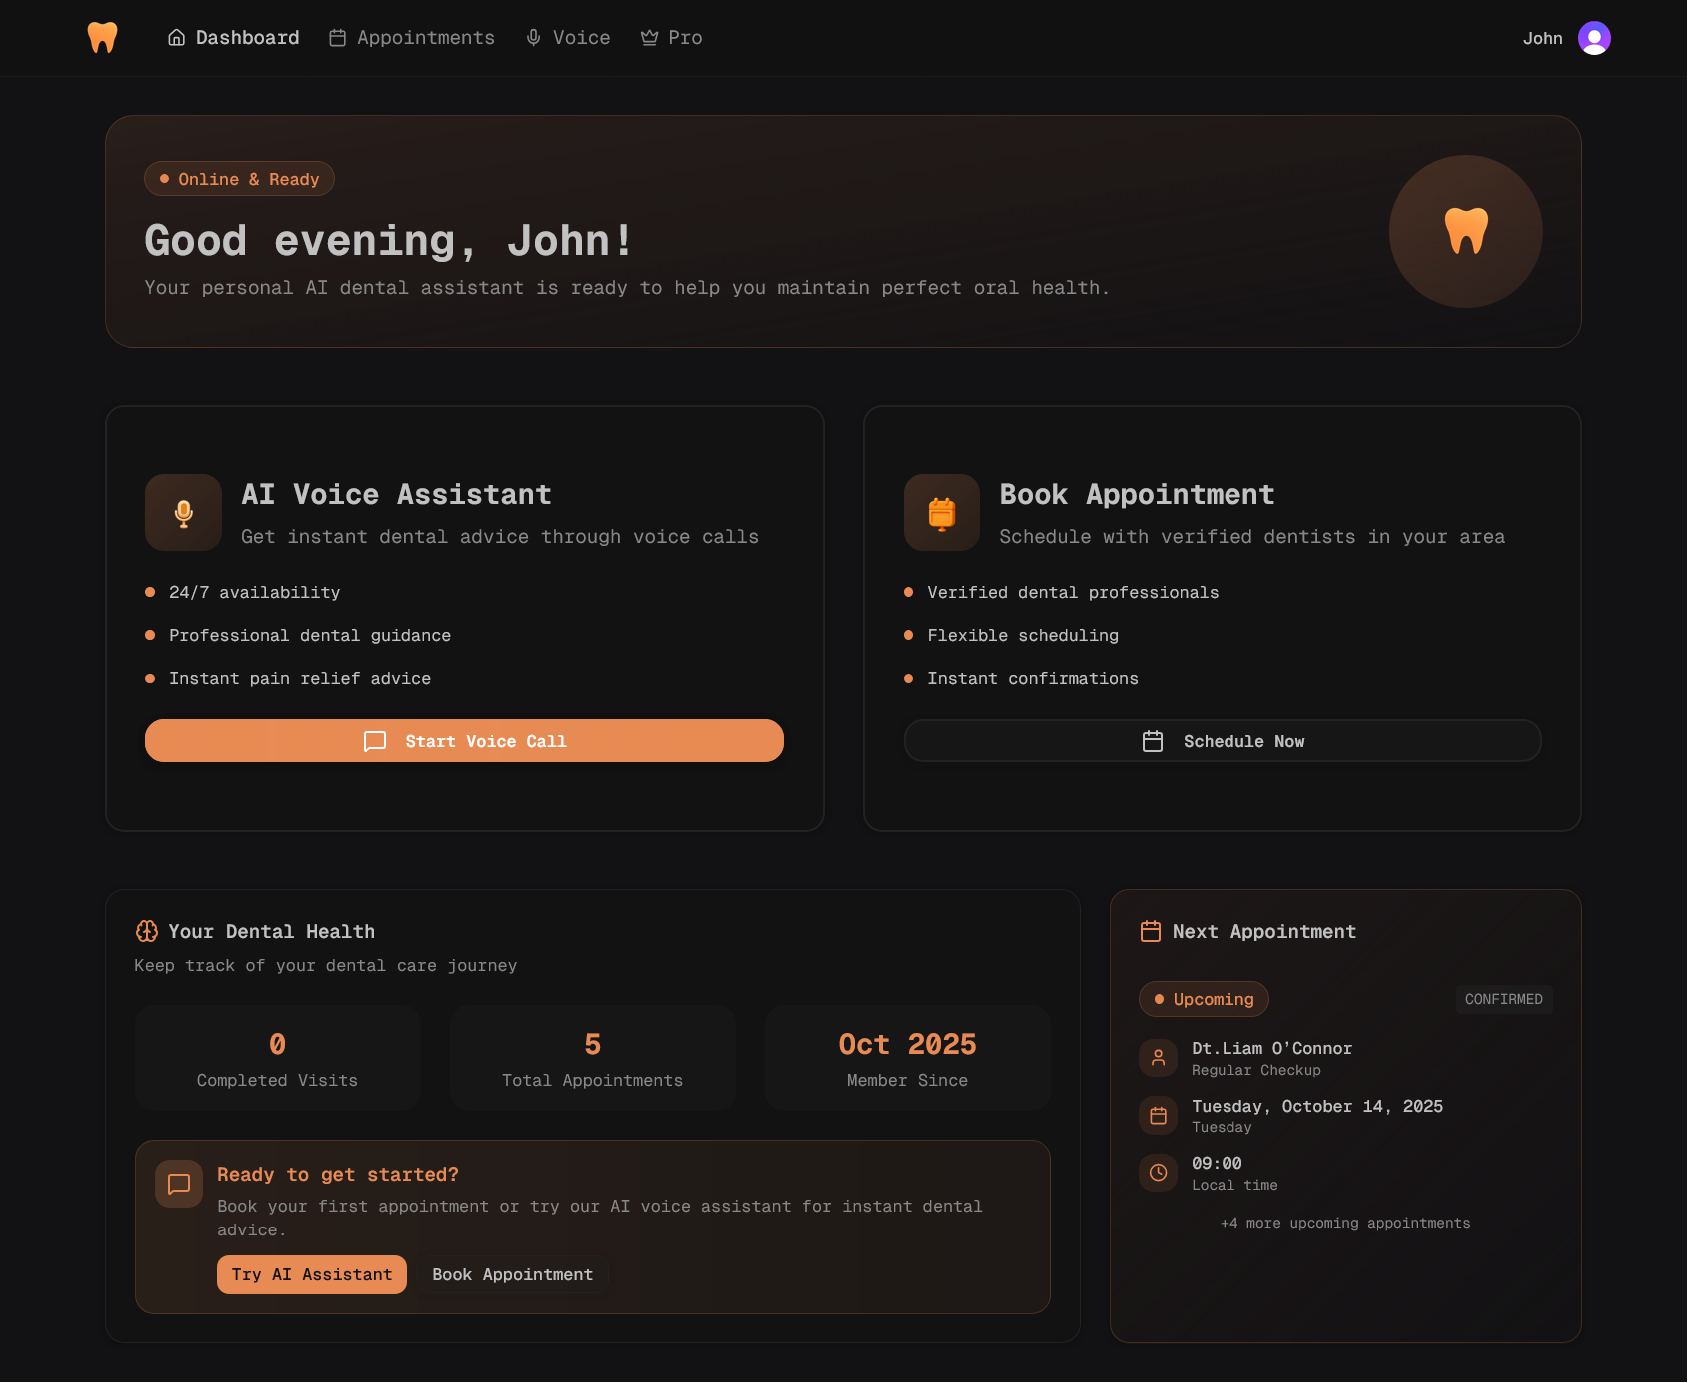 Dashboard
Appointments
Voice
Pro
John
Online & Ready
Good evening, John!
Your personal AI dental assistant is ready to help you maintain perfect oral health.
AI Voice Assistant
Get instant dental advice through voice calls
24/7 availability
Professional dental guidance
Instant pain relief advice
Start Voice Call
Book Appointment
Schedule with verified dentists in your area
Verified dental professionals
Flexible scheduling
Instant confirmations
Schedule Now
Your Dental Health
Keep track of your dental care journey
0
Completed Visits
5
Total Appointments
Oct 2025
Member Since
Ready to get started?
Book your first appointment or try our AI voice assistant for instant dental
advice.
Try AI Assistant
Book Appointment
Next Appointment
Upcoming
CONFIRMED
Dt.Liam O’Connor
Regular Checkup
Tuesday, October 14, 2025
Tuesday
09:00
Local time
+4 more upcoming appointments